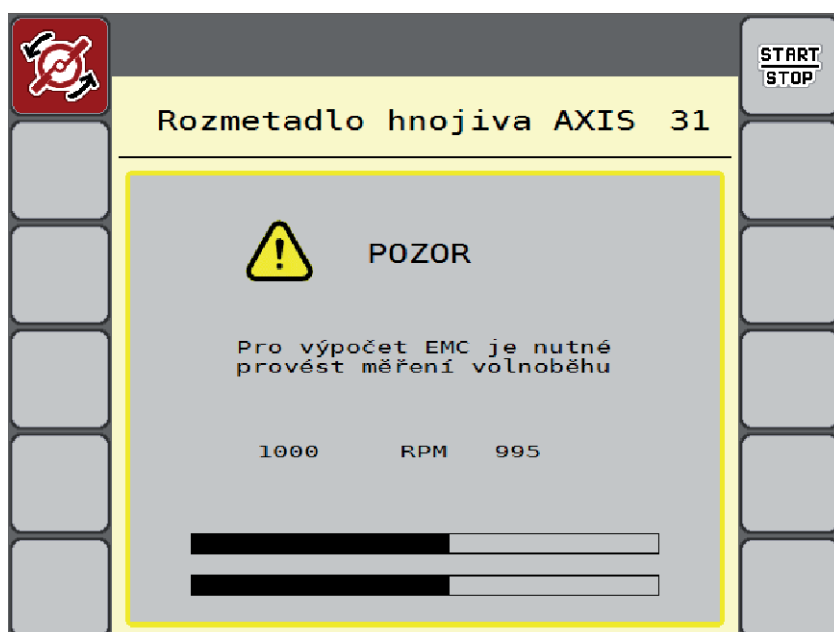 START
STOP
Rozmetadlo hnojiva AXIS 31
POZOR
Pro výpočet EMC je nutné
provést měření volnoběhu
1000 RPM 995